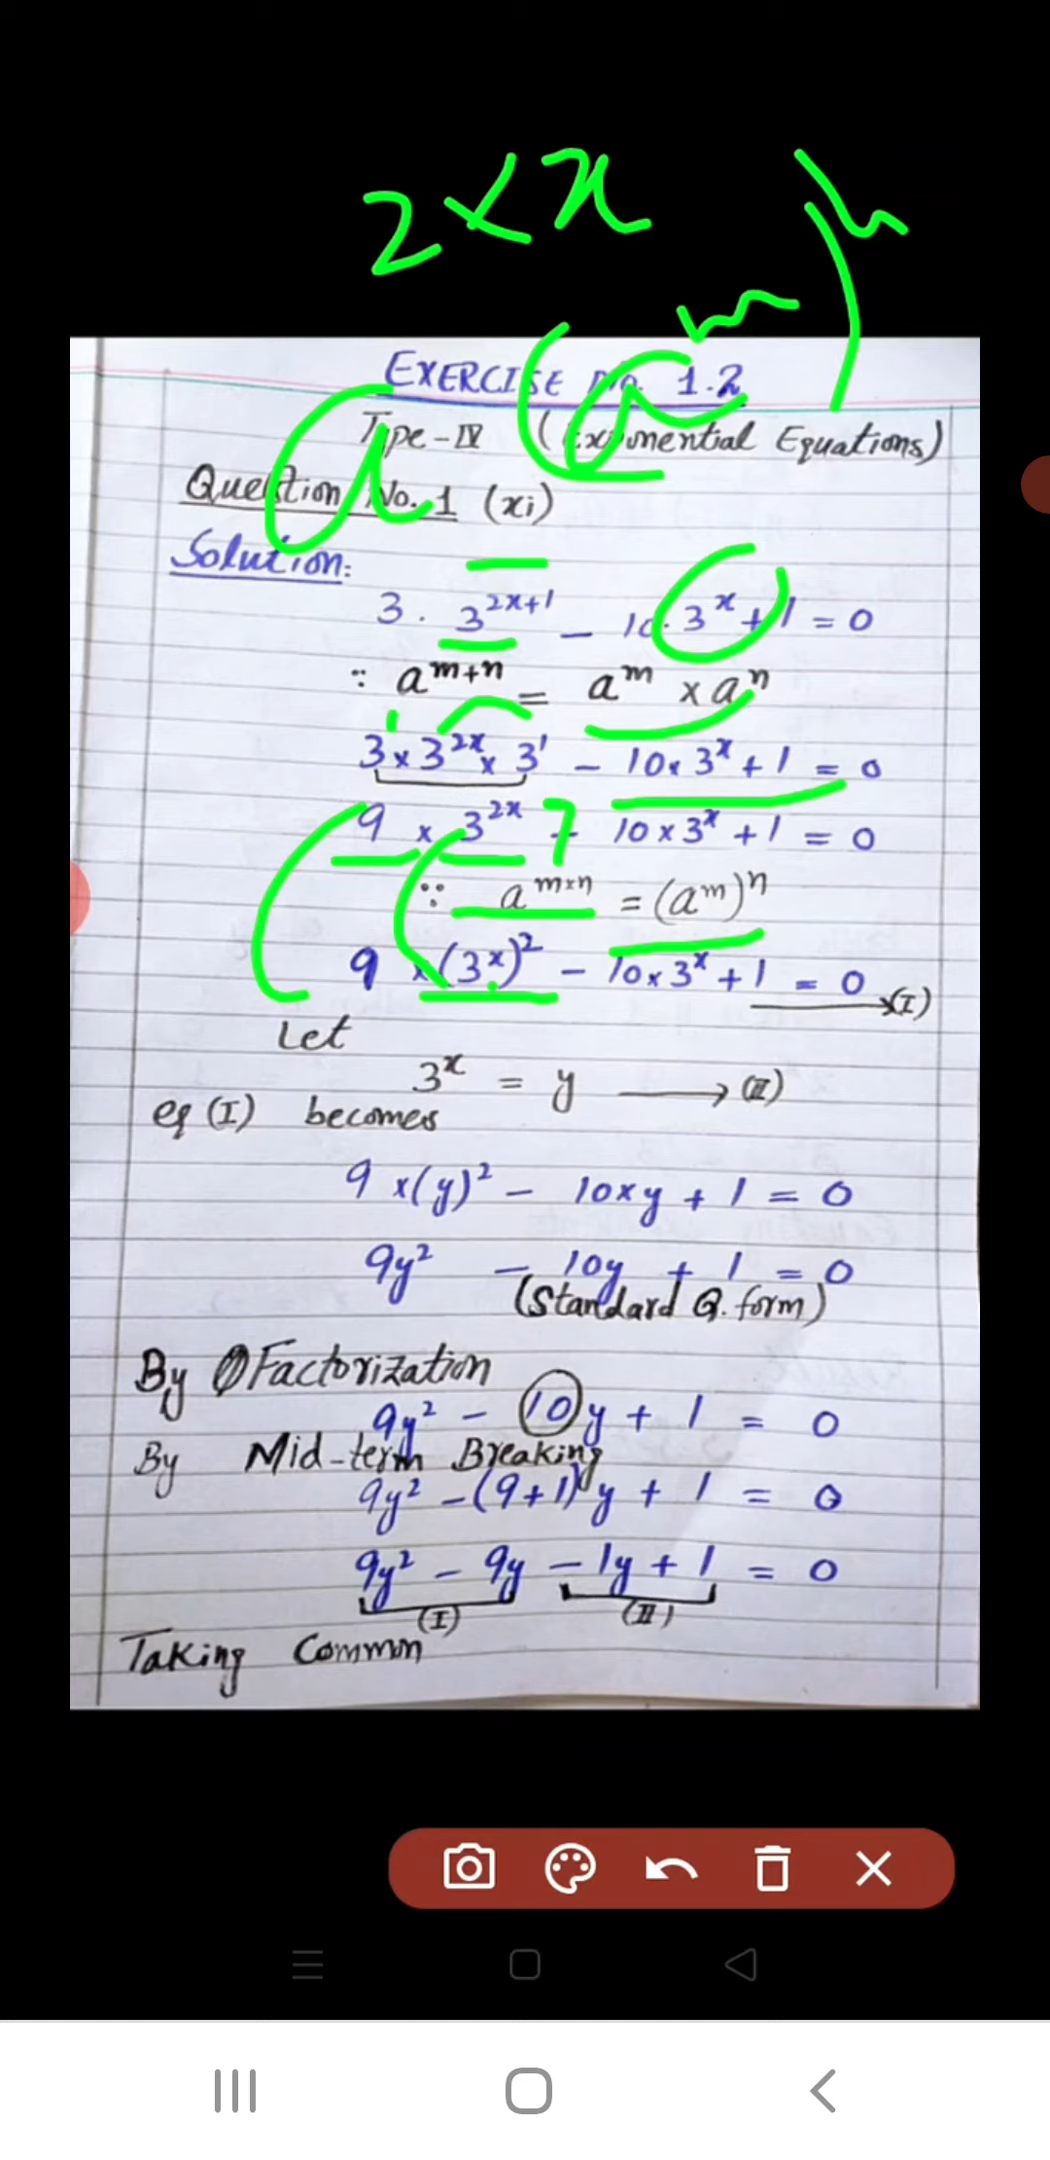 2 × x
(a^m)^n
a
EXERCISE No. 1.2
Type-IV (Exponential Equations)
Question No. 1 (xi)
Solution:
3 . 3^{2x+1} - 10. 3^x + 1 = 0
∵ a^{m+n} = a^m × a^n
3 × 3^{2x} × 3^1 - 10 × 3^x + 1 = 0
9 × 3^{2x} - 10 × 3^x + 1 = 0
∵ a^{m×n} = (a^m)^n
9 × (3^x)^2 - 10 × 3^x + 1 = 0 → (I)
Let
3^x = y → (II)
eq (I) becomes
9 × (y)^2 - 10 × y + 1 = 0
9y^2 - 10y + 1 = 0
(Standard Q. form)
By Factorization
9y^2 - 10y + 1 = 0
By Mid-term Breaking
9y^2 - (9+1)y + 1 = 0
9y^2 - 9y - 1y + 1 = 0
(I) (II)
Taking Common